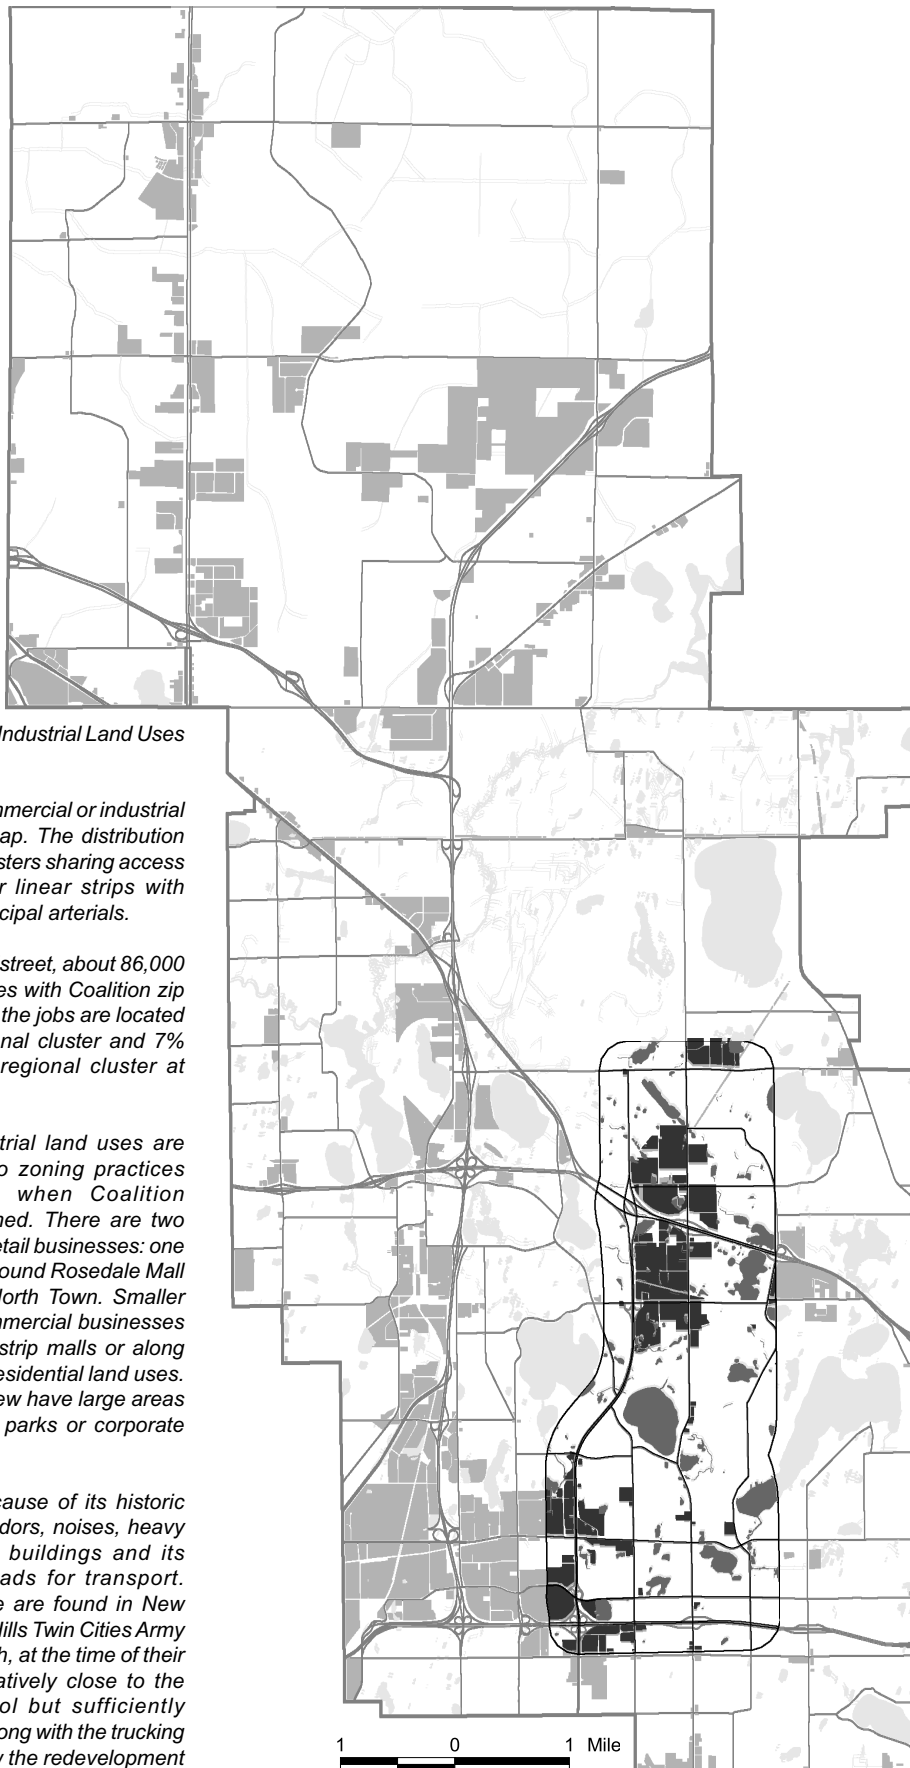 Industrial Land Uses
mmercial or industrial
ap. The distribution
sters sharing access
r linear strips with
cipal arterials.
street, about 86,000
es with Coalition zip
the jobs are located
nal cluster and 7%
regional cluster at
trial land uses are
o zoning practices
when Coalition
ned. There are two
etail businesses: one
ound Rosedale Mall
North Town. Smaller
mmercial businesses
strip malls or along
esidential land uses.
ew have large areas
parks or corporate
cause of its historic
dors, noises, heavy
buildings and its
ads for transport.
e are found in New
Hills Twin Cities Army
h, at the time of their
atively close to the
ol but sufficiently
ong with the trucking
y the redevelopment
1 0 1 Mile